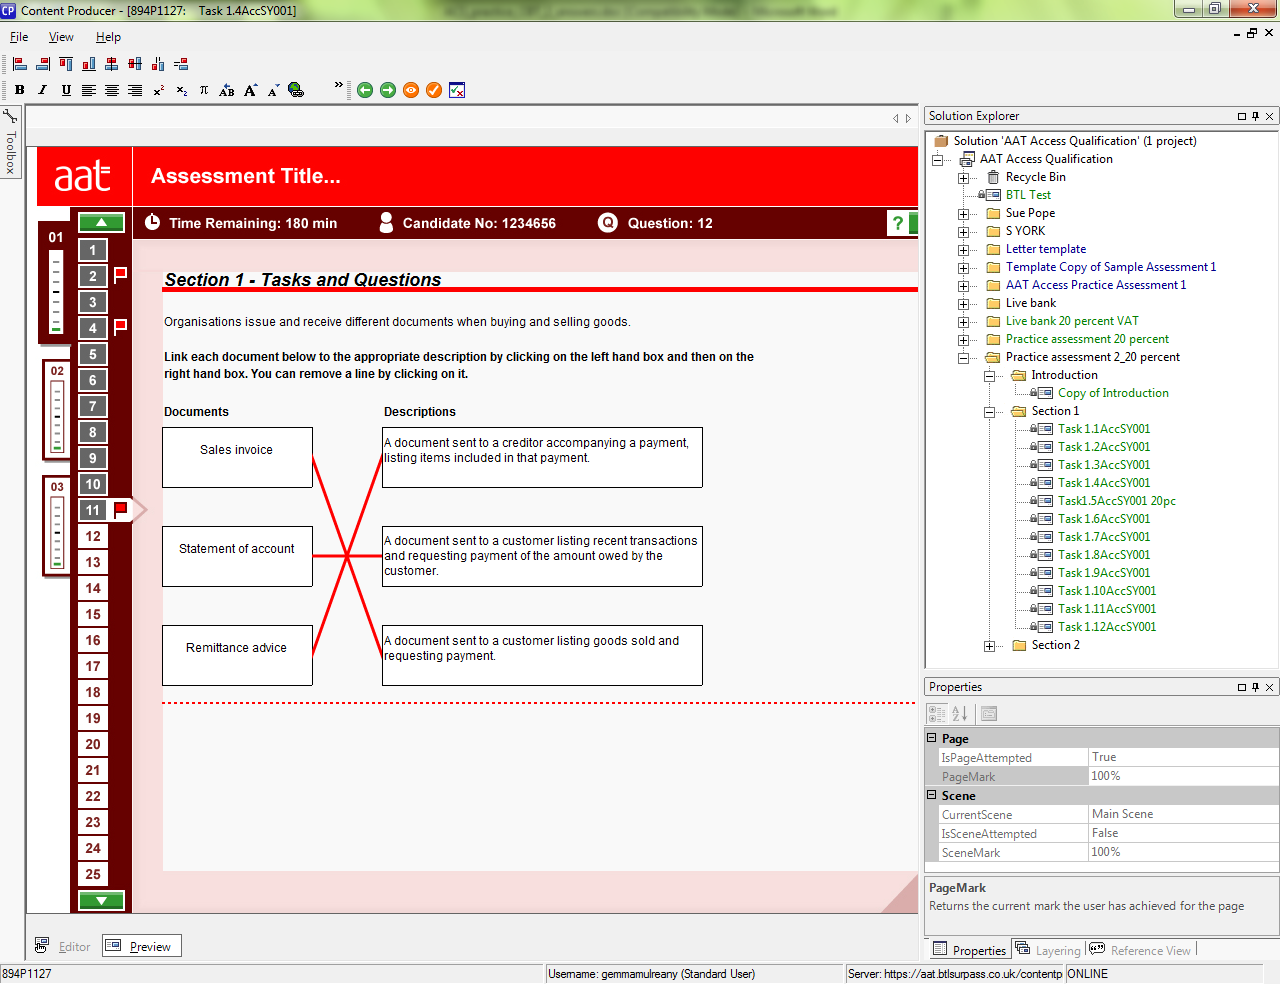 CP Content Producer - [894P1127: Task 1.4AccSY001]
File View Help
B I U x² x₂ π AB A A »
Toolbox
aat
Assessment Title...
Time Remaining: 180 min Candidate No: 1234656 Q Question: 12 ?
01
02
03
1
2
3
4
5
6
7
8
9
10
11
12
13
14
15
16
17
18
19
20
21
22
23
24
25
Section 1 - Tasks and Questions
Organisations issue and receive different documents when buying and selling goods.
Link each document below to the appropriate description by clicking on the left hand box and then on the
right hand box. You can remove a line by clicking on it.
Documents Descriptions
Sales invoice
A document sent to a creditor accompanying a payment,
listing items included in that payment.
Statement of account
A document sent to a customer listing recent transactions
and requesting payment of the amount owed by the
customer.
Remittance advice
A document sent to a customer listing goods sold and
requesting payment.
Editor Preview
Solution Explorer
Solution 'AAT Access Qualification' (1 project)
AAT Access Qualification
Recycle Bin
BTL Test
Sue Pope
S YORK
Letter template
Template Copy of Sample Assessment 1
AAT Access Practice Assessment 1
Live bank
Live bank 20 percent VAT
Practice assessment 20 percent
Practice assessment 2_20 percent
Introduction
Copy of Introduction
Section 1
Task 1.1AccSY001
Task 1.2AccSY001
Task 1.3AccSY001
Task 1.4AccSY001
Task1.5AccSY001 20pc
Task 1.6AccSY001
Task 1.7AccSY001
Task 1.8AccSY001
Task 1.9AccSY001
Task 1.10AccSY001
Task 1.11AccSY001
Task 1.12AccSY001
Section 2
Properties
Page
IsPageAttempted True
PageMark 100%
Scene
CurrentScene Main Scene
IsSceneAttempted False
SceneMark 100%
PageMark
Returns the current mark the user has achieved for the page
Properties Layering Reference View
894P1127 Username: gemmamulreany (Standard User) Server: https://aat.btlsurpass.co.uk/contentp ONLINE